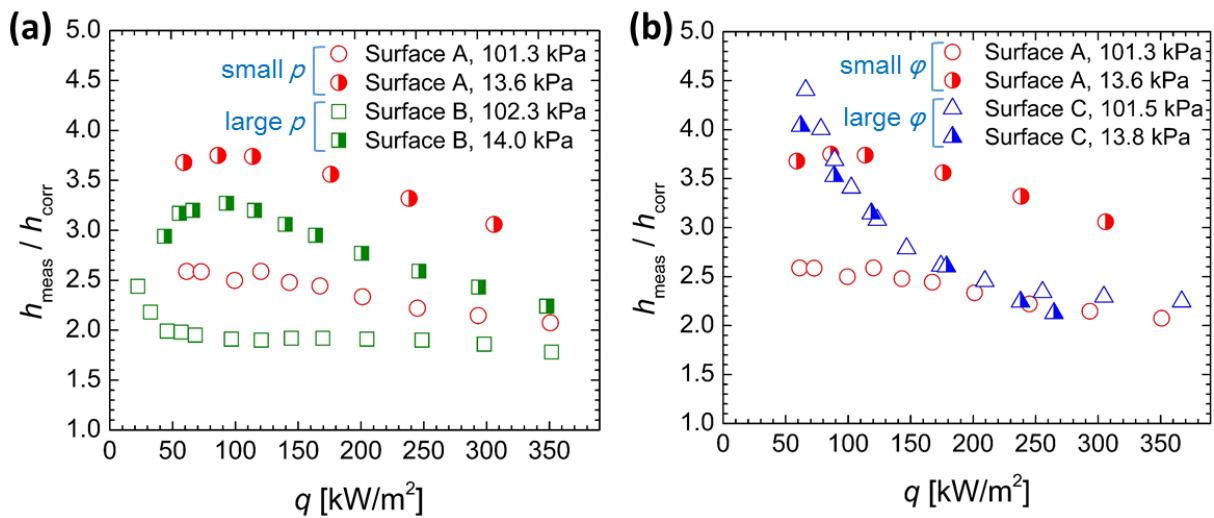 (a)
5.0
4.5
4.0
3.5
3.0
2.5
2.0
1.5
1.0
h_meas / h_corr
small p
large p
Surface A, 101.3 kPa
Surface A, 13.6 kPa
Surface B, 102.3 kPa
Surface B, 14.0 kPa
0 50 100 150 200 250 300 350
q [kW/m²]
(b)
5.0
4.5
4.0
3.5
3.0
2.5
2.0
1.5
1.0
h_meas / h_corr
small φ
large φ
Surface A, 101.3 kPa
Surface A, 13.6 kPa
Surface C, 101.5 kPa
Surface C, 13.8 kPa
0 50 100 150 200 250 300 350
q [kW/m²]